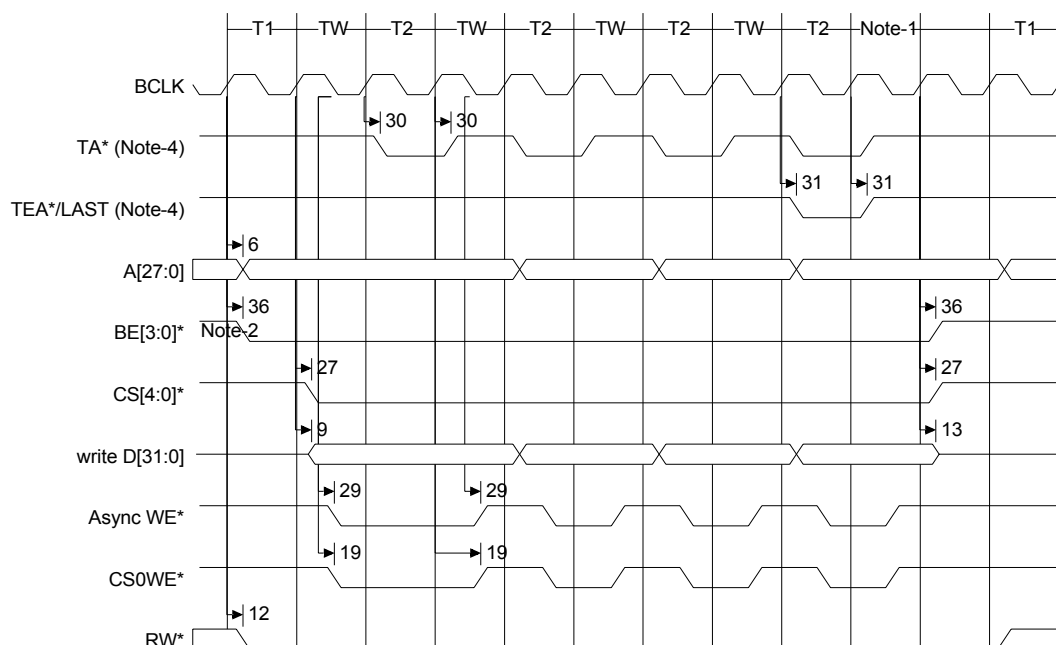 T1 TW T2 TW T2 TW T2 TW T2 Note-1 T1
BCLK
30 30
TA* (Note-4)
31 31
TEA*/LAST (Note-4)
6
A[27:0]
36 36
BE[3:0]* Note-2
27 27
CS[4:0]*
9 13
write D[31:0]
29 29
Async WE*
19 19
CS0WE*
12
RW*